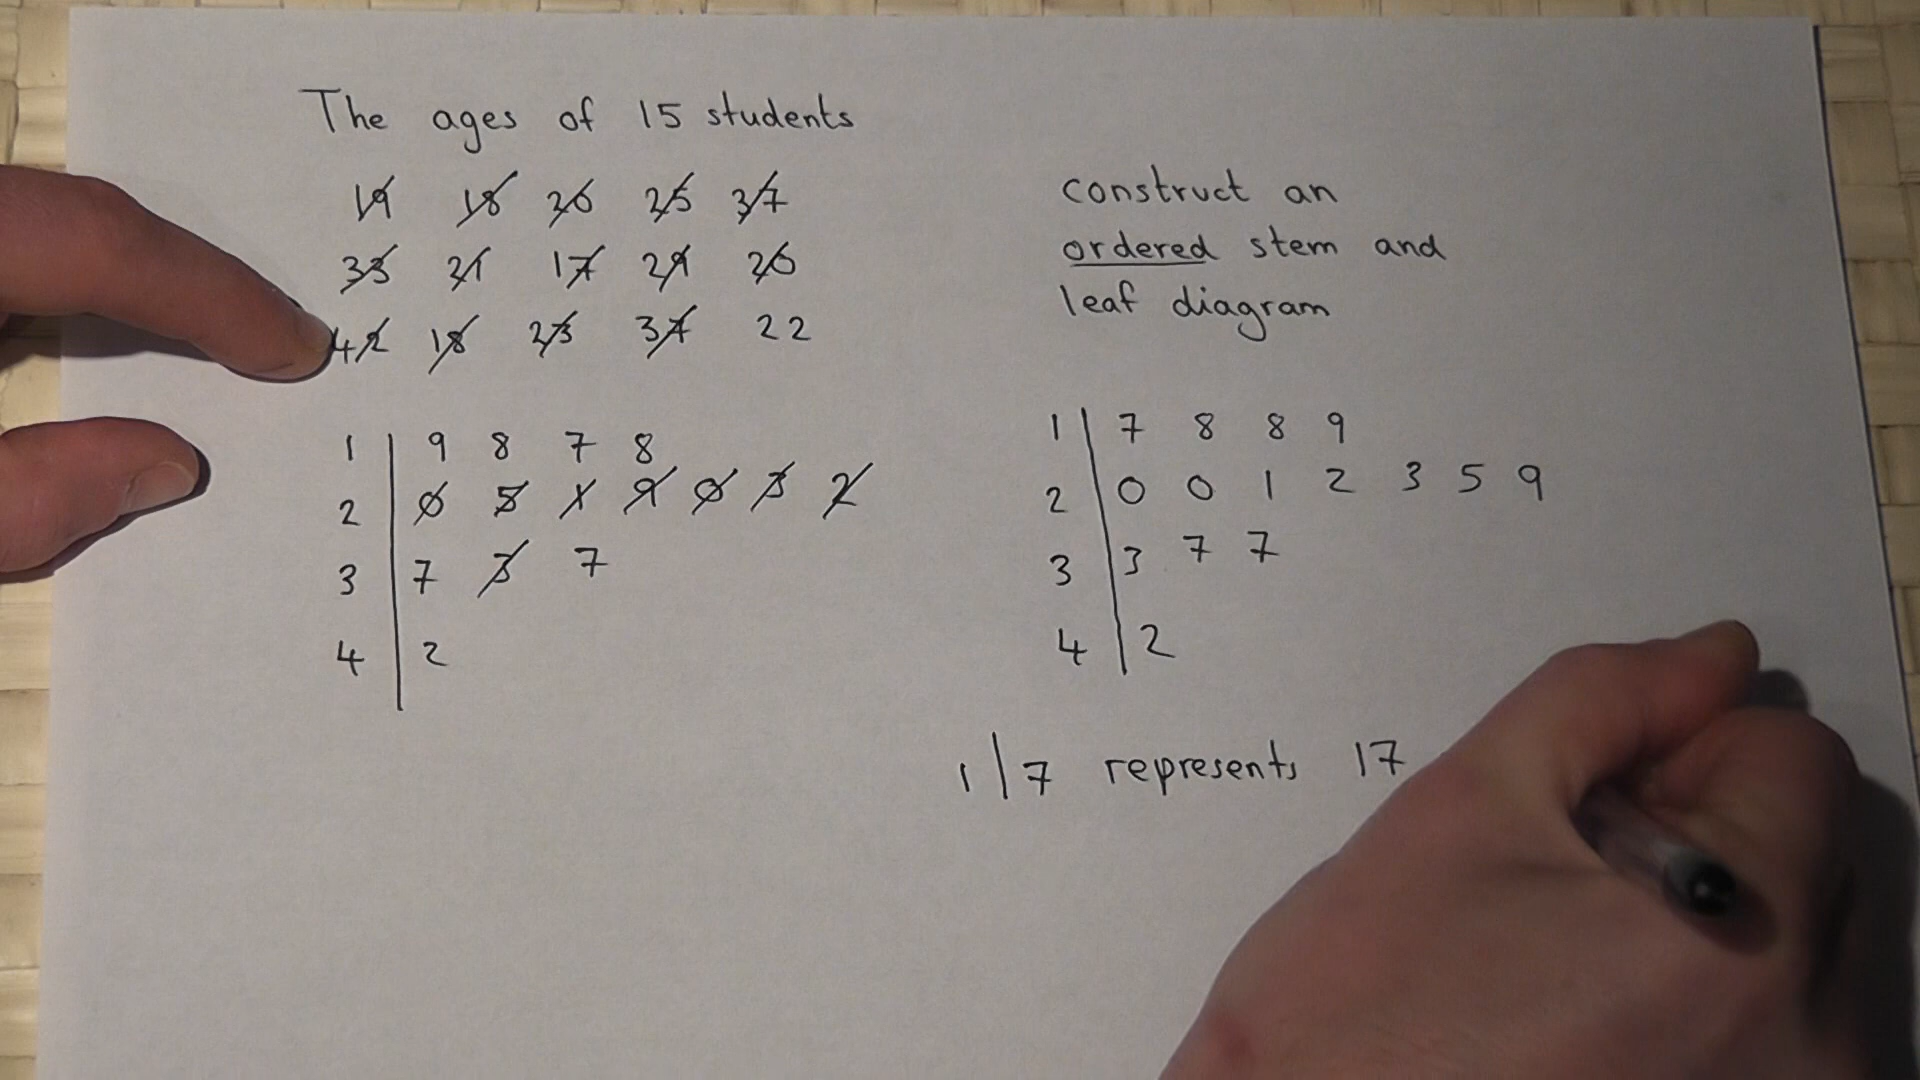 The ages of 15 students
19 18 20 25 37
33 21 17 29 20
42 18 23 37 22
construct an
ordered stem and
leaf diagram
1 | 9 8 7 8
2 | 0 5 1 9 0 3 2
3 | 7 3 7
4 | 2
1 | 7 8 8 9
2 | 0 0 1 2 3 5 9
3 | 3 7 7
4 | 2
1 | 7 represents 17